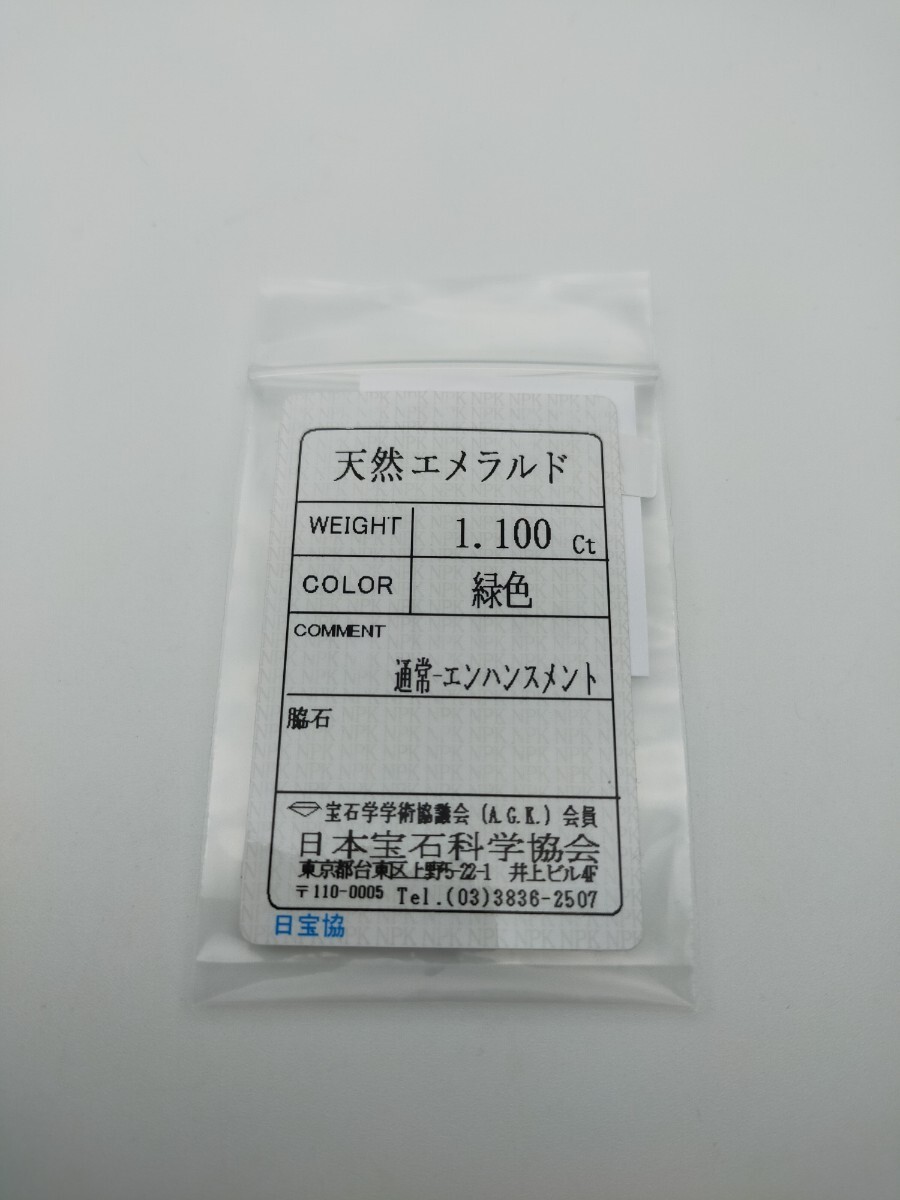 天然エメラルド
WEIGHT 1.100 Ct
COLOR 緑色
COMMENT
通常-エンハンスメント
脇石
宝石学学術協議会 (A.G.K.) 会員
日本宝石科学協会
東京都台東区上野5-22-1 井上ビル4F
〒110-0005 Tel.(03)3836-2507
日宝協